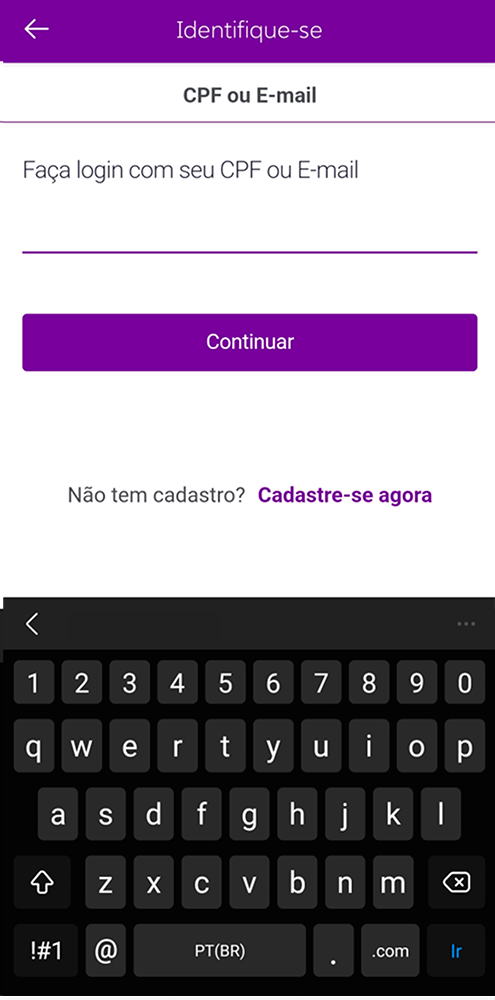 Identifique-se
CPF ou E-mail
Faça login com seu CPF ou E-mail
Continuar
Não tem cadastro? Cadastre-se agora
1 2 3 4 5 6 7 8 9 0
q w e r t y u i o p
a s d f g h j k l
z x c v b n m
!#1 @ PT(BR) . .com Ir